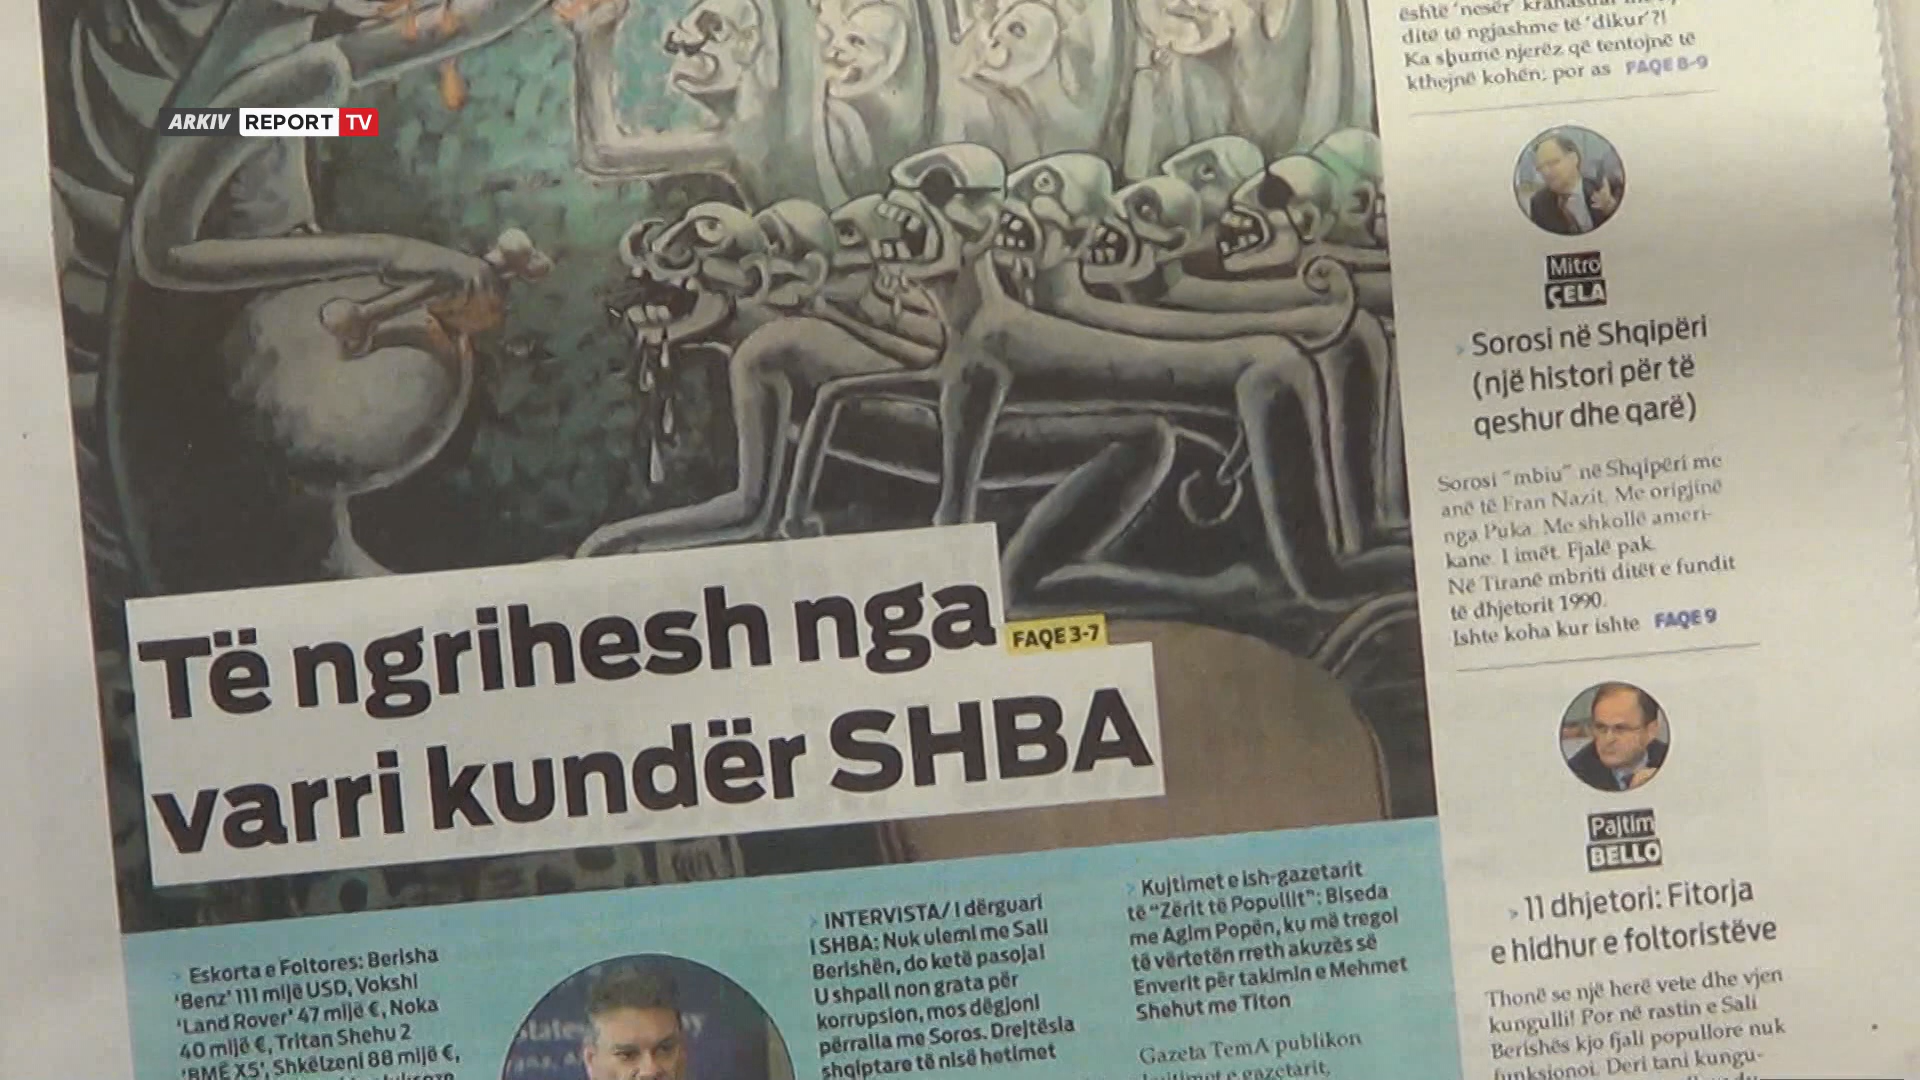 ARKIV REPORT TV
ditë të ngjashme të ‘dikur’?!
Ka shumë njerëz që tentojnë të
kthejnë kohën; por as FAQE 8-9
Mitro
ÇELA
Sorosi në Shqipëri
(një histori për të
qeshur dhe qarë)
Sorosi “mbiu” në Shqipëri me
anë të Fran Nazit. Me origjinë
nga Puka. Me shkollë ameri-
kane. I imët. Fjalë pak.
Në Tiranë mbriti ditët e fundit
të dhjetorit 1990.
Ishte koha kur ishte FAQE 9
Pajtim
BELLO
11 dhjetori: Fitorja
e hidhur e foltoristëve
Thonë se një herë vete dhe vjen
kungulli! Por në rastin e Sali
Berishës kjo fjali popullore nuk
funksionoi. Deri tani kungu-
Të ngrihesh nga
varri kundër SHBA
FAQE 3-7
Eskorta e Foltores: Berisha
‘Benz’ 111 mijë USD, Vokshi
‘Land Rover’ 47 mijë €, Noka
40 mijë €, Tritan Shehu 2
‘BMË X5’, Shkëlzeni 88 mijë €,
INTERVISTA/ I dërguari
i SHBA: Nuk ulemi me Sali
Berishën, do ketë pasoja!
U shpall non grata për
korrupsion, mos dëgjoni
përralla me Soros. Drejtësia
shqiptare të nisë hetimet
Kujtimet e ish-gazetarit
të “Zërit të Popullit”: Biseda
me Agim Popën, ku më tregoi
të vërtetën rreth akuzës së
Enverit për takimin e Mehmet
Shehut me Titon
Gazeta TemA publikon
kujtimet e gazetarit,